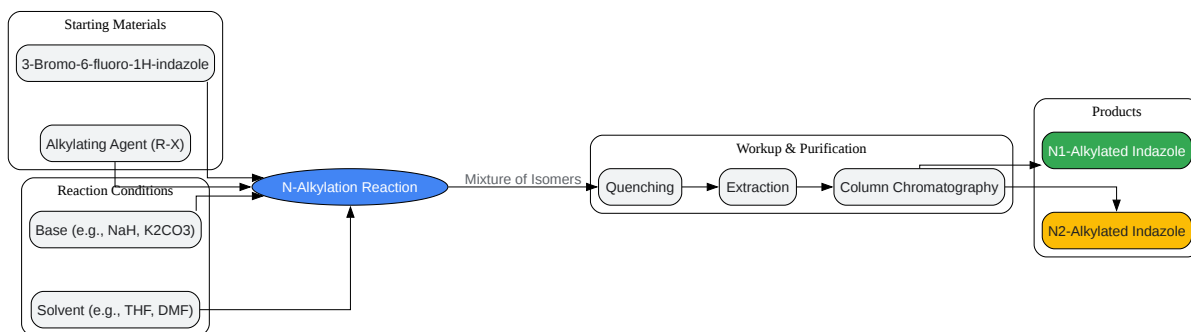 Starting Materials
3-Bromo-6-fluoro-1H-indazole
Alkylating Agent (R-X)
Reaction Conditions
Base (e.g., NaH, K2CO3)
Solvent (e.g., THF, DMF)
N-Alkylation Reaction
Mixture of Isomers
Workup & Purification
Quenching
Extraction
Column Chromatography
Products
N1-Alkylated Indazole
N2-Alkylated Indazole